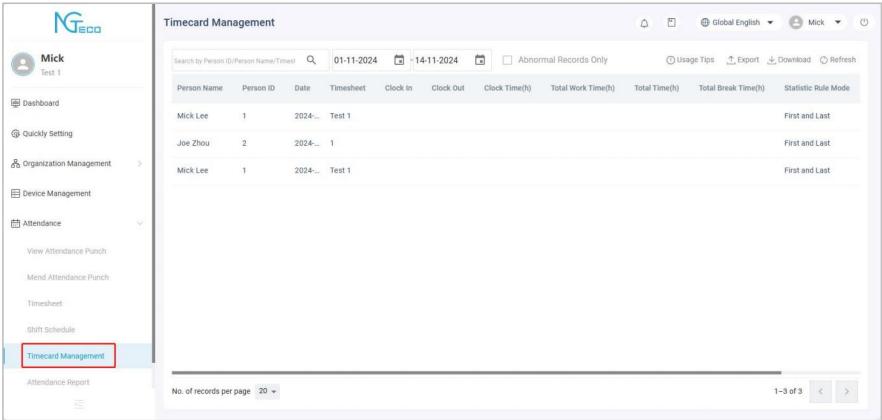 NGTeco
Timecard Management
Global English
Mick
Mick
Test 1
Search by Person ID/Person Name/Timesl
01-11-2024 - 14-11-2024
Abnormal Records Only
Usage Tips
Export
Download
Refresh
Person Name Person ID Date Timesheet Clock In Clock Out Clock Time(h) Total Work Time(h) Total Time(h) Total Break Time(h) Statistic Rule Mode
Mick Lee 1 2024-... Test 1 First and Last
Joe Zhou 2 2024-... 1 First and Last
Mick Lee 1 2024-... Test 1 First and Last
Dashboard
Quickly Setting
Organization Management
Device Management
Attendance
View Attendance Punch
Mend Attendance Punch
Timesheet
Shift Schedule
Timecard Management
Attendance Report
No. of records per page 20
1-3 of 3